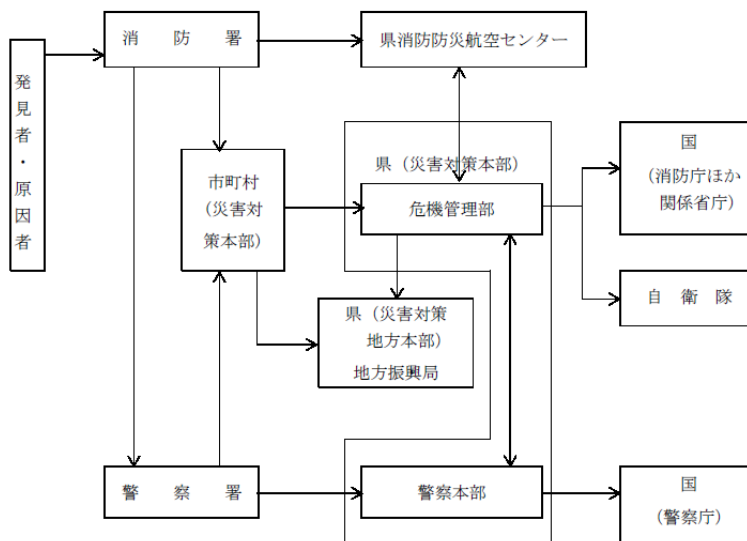 発見者・原因者
消防署
県消防防災航空センター
市町村
（災害対
策本部）
県（災害対策本部）
危機管理部
国
（消防庁ほか
関係省庁）
自衛隊
県（災害対策
地方本部）
地方振興局
警察署
警察本部
国
（警察庁）